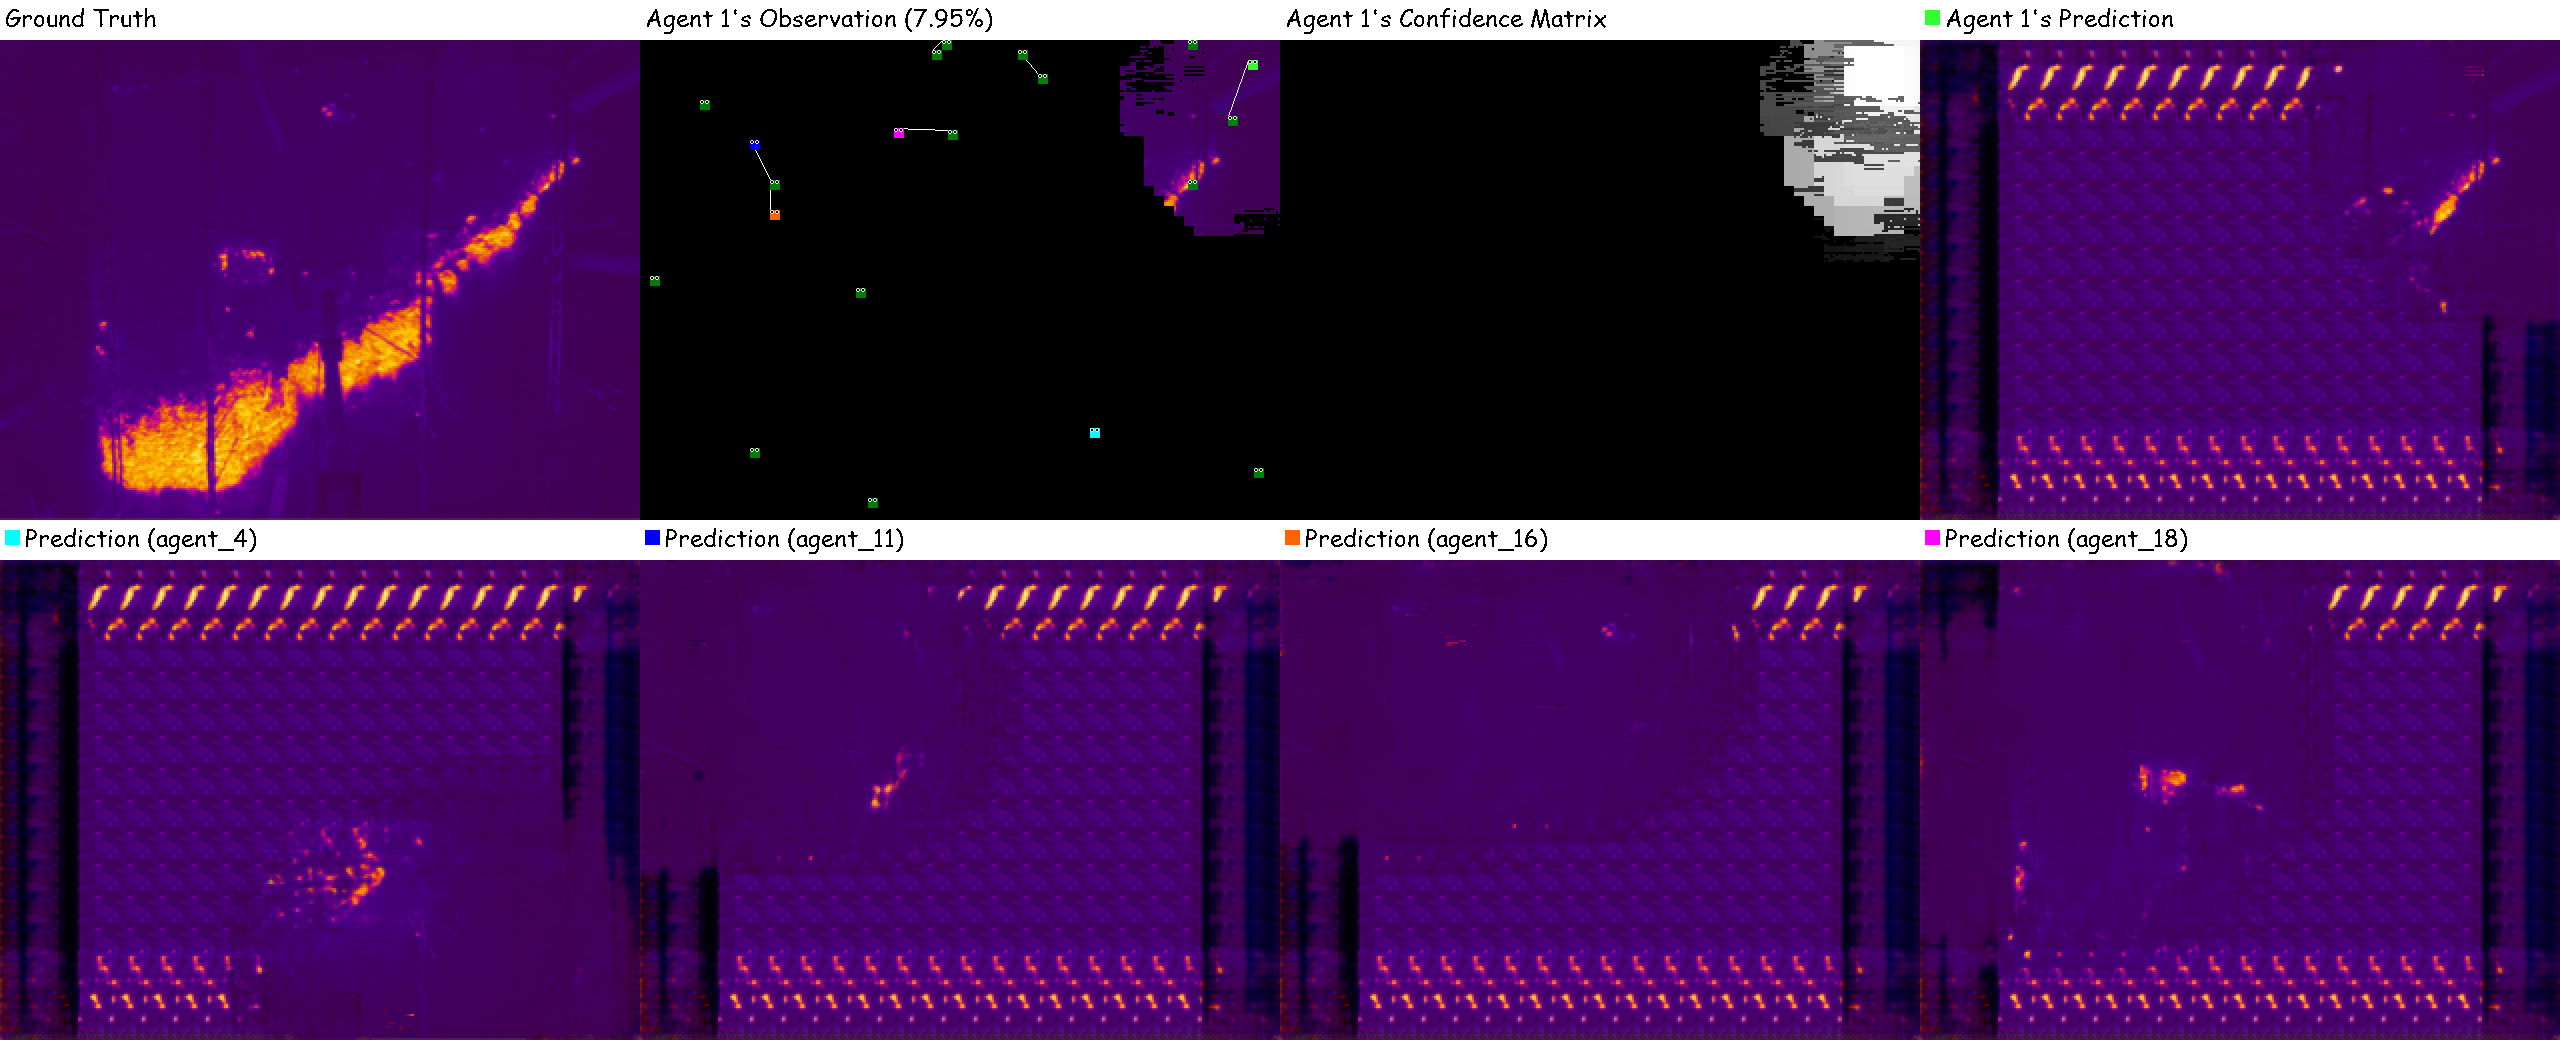 Ground Truth
Agent 1's Observation (7.95%)
Agent 1's Confidence Matrix
Agent 1's Prediction
Prediction (agent_4)
Prediction (agent_11)
Prediction (agent_16)
Prediction (agent_18)